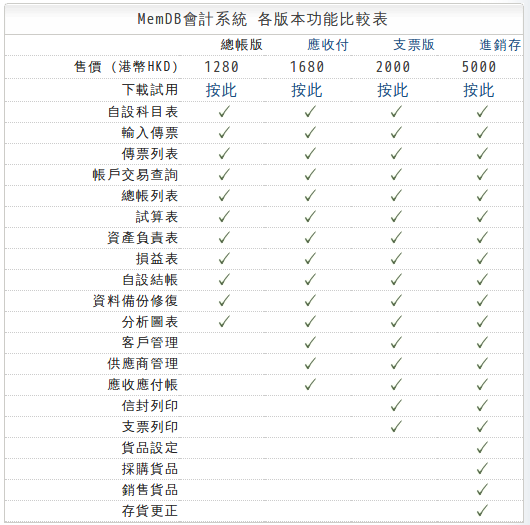 MemDB會計系統 各版本功能比較表
總帳版 應收付 支票版 進銷存
售價 (港幣HKD) 1280 1680 2000 5000
下載試用 按此 按此 按此 按此
自設科目表 ✓ ✓ ✓ ✓
輸入傳票 ✓ ✓ ✓ ✓
傳票列表 ✓ ✓ ✓ ✓
帳戶交易查詢 ✓ ✓ ✓ ✓
總帳列表 ✓ ✓ ✓ ✓
試算表 ✓ ✓ ✓ ✓
資產負責表 ✓ ✓ ✓ ✓
損益表 ✓ ✓ ✓ ✓
自設結帳 ✓ ✓ ✓ ✓
資料備份修復 ✓ ✓ ✓ ✓
分析圖表 ✓ ✓ ✓ ✓
客戶管理 ✓ ✓ ✓
供應商管理 ✓ ✓ ✓
應收應付帳 ✓ ✓ ✓
信封列印 ✓ ✓
支票列印 ✓ ✓
貨品設定 ✓
採購貨品 ✓
銷售貨品 ✓
存貨更正 ✓